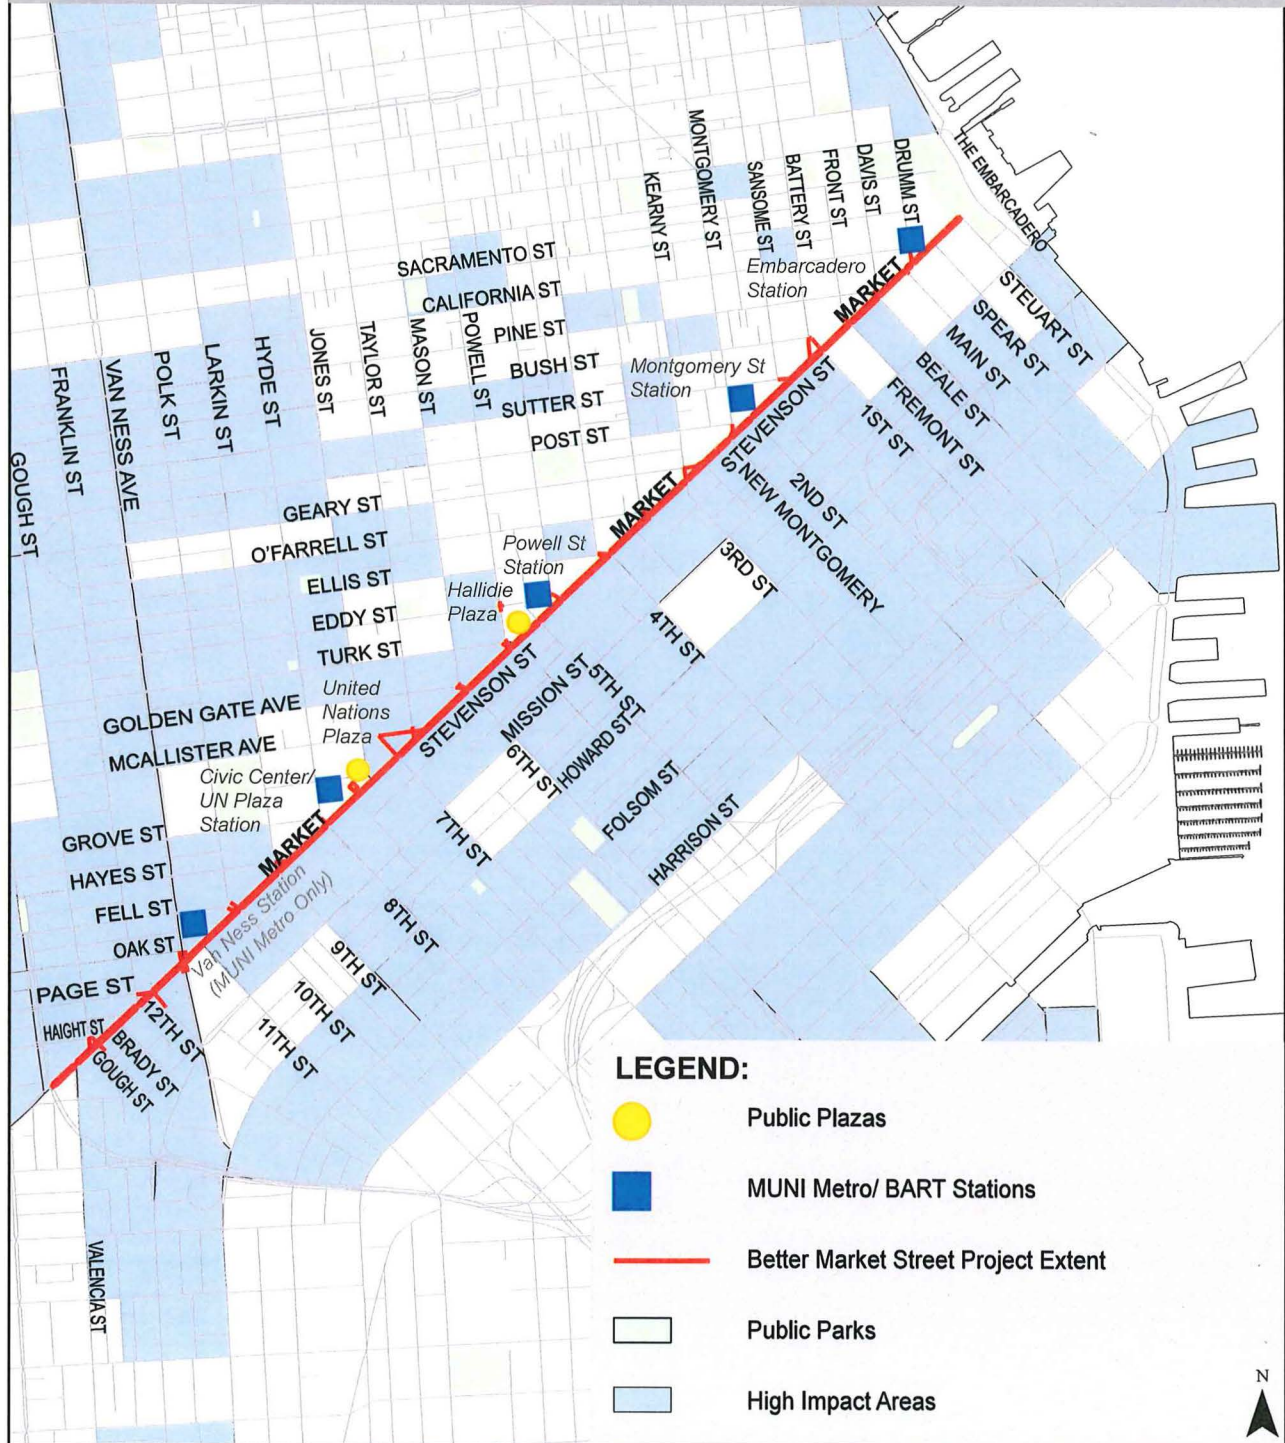 THE EMBARCADERO
MONTGOMERY ST
KEARNY ST
SANSOME ST
BATTERY ST
FRONT ST
DAVIS ST
DRUMM ST
SACRAMENTO ST
CALIFORNIA ST
PINE ST
BUSH ST
SUTTER ST
POST ST
Embarcadero
Station
MARKET
STEUART ST
SPEAR ST
MAIN ST
BEALE ST
FREMONT ST
1ST ST
GOUGH ST
FRANKLIN ST
VAN NESS AVE
POLK ST
LARKIN ST
HYDE ST
JONES ST
TAYLOR ST
MASON ST
POWELL ST
Montgomery St
Station
STEVENSON ST
2ND ST
NEW MONTGOMERY
MARKET
GEARY ST
O'FARRELL ST
ELLIS ST
EDDY ST
TURK ST
Powell St
Station
Hallidie
Plaza
3RD ST
4TH ST
5TH ST
MISSION ST
STEVENSON ST
6TH ST
HOWARD ST
FOLSOM ST
HARRISON ST
7TH ST
United
Nations
Plaza
GOLDEN GATE AVE
MCALLISTER AVE
Civic Center/
UN Plaza
Station
MARKET
GROVE ST
HAYES ST
FELL ST
OAK ST
PAGE ST
HAIGHT ST
Van Ness Station
(MUNI Metro Only)
8TH ST
9TH ST
10TH ST
11TH ST
12TH ST
BRADY ST
GOUGH ST
VALENCIA ST
LEGEND:
Public Plazas
MUNI Metro/ BART Stations
Better Market Street Project Extent
Public Parks
High Impact Areas
N